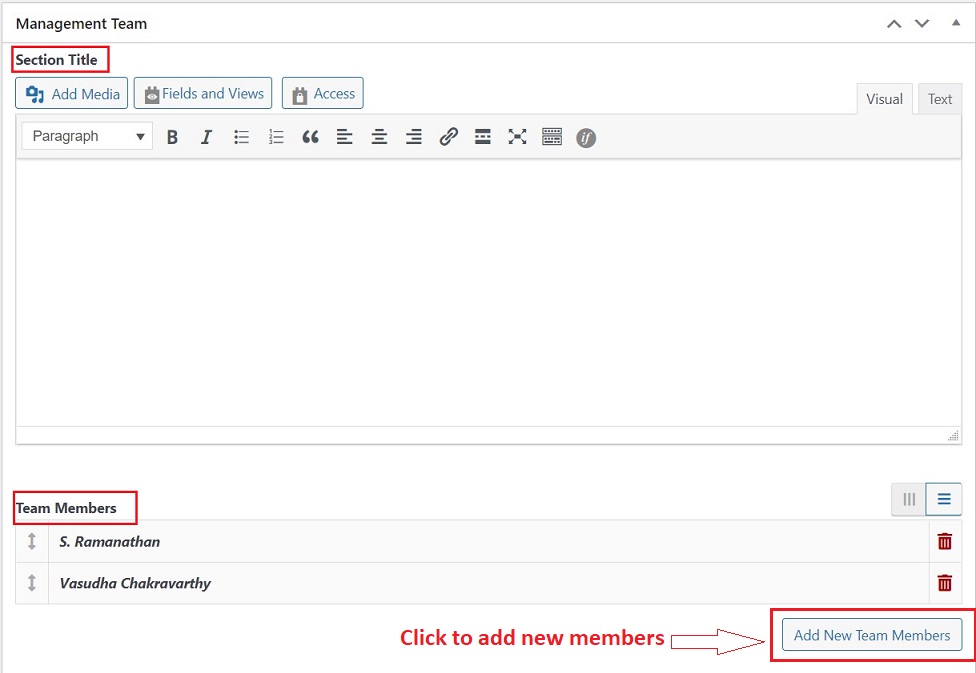 Management Team
Section Title
Add Media Fields and Views Access
Visual Text
Paragraph B I if
Team Members
S. Ramanathan
Vasudha Chakravarthy
Click to add new members Add New Team Members